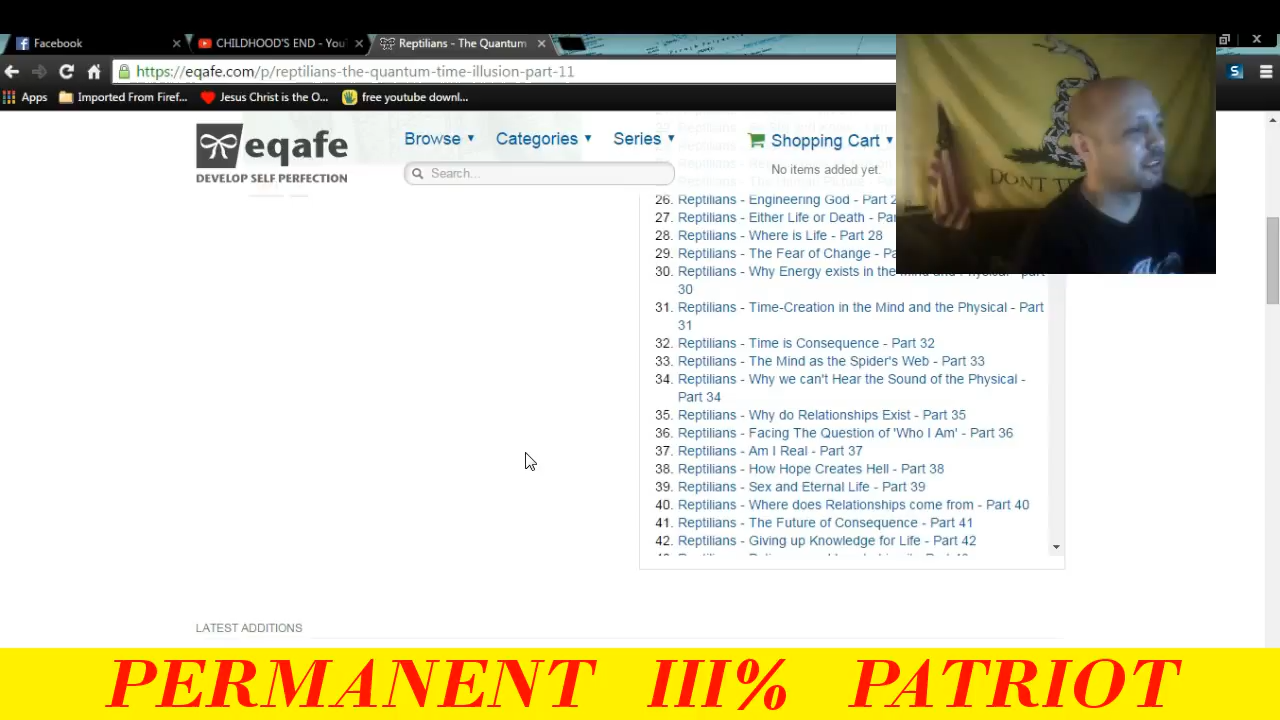 Facebook
CHILDHOOD'S END - You
Reptilians - The Quantum
https://eqafe.com/p/reptilians-the-quantum-time-illusion-part-11
Apps
Imported From Firef...
Jesus Christ is the O...
free youtube downl...
eqafe
DEVELOP SELF PERFECTION
Browse
Categories
Series
Shopping Cart
Search...
No items added yet.
26. Reptilians - Engineering God - Part 2
27. Reptilians - Either Life or Death - Par
28. Reptilians - Where is Life - Part 28
29. Reptilians - The Fear of Change - Pa
30. Reptilians - Why Energy exists in the Mind and Physical - part
30
31. Reptilians - Time-Creation in the Mind and the Physical - Part
31
32. Reptilians - Time is Consequence - Part 32
33. Reptilians - The Mind as the Spider's Web - Part 33
34. Reptilians - Why we can't Hear the Sound of the Physical -
Part 34
35. Reptilians - Why do Relationships Exist - Part 35
36. Reptilians - Facing The Question of 'Who I Am' - Part 36
37. Reptilians - Am I Real - Part 37
38. Reptilians - How Hope Creates Hell - Part 38
39. Reptilians - Sex and Eternal Life - Part 39
40. Reptilians - Where does Relationships come from - Part 40
41. Reptilians - The Future of Consequence - Part 41
42. Reptilians - Giving up Knowledge for Life - Part 42
DONT T
LATEST ADDITIONS
PERMANENT III% PATRIOT